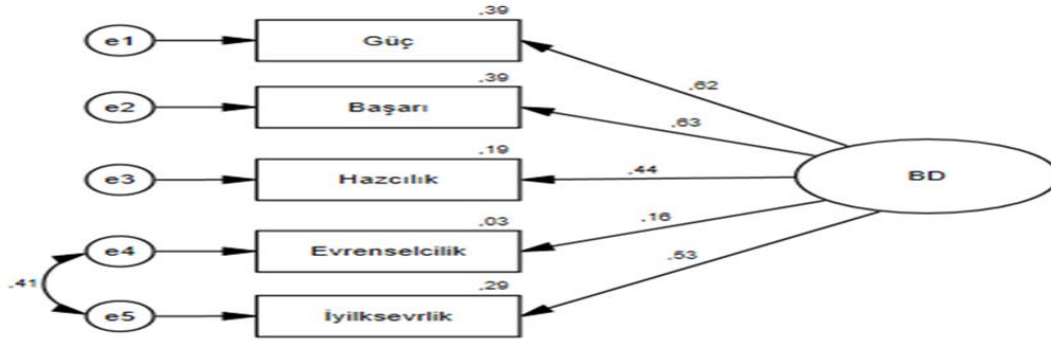 .39
e1 Güç
.62
.39
e2 Başarı
.63
.19
e3 Hazcılık .44 BD
.03
.16
e4 Evrenselcilik
.53
.41
.29
e5 İyilksevrlik